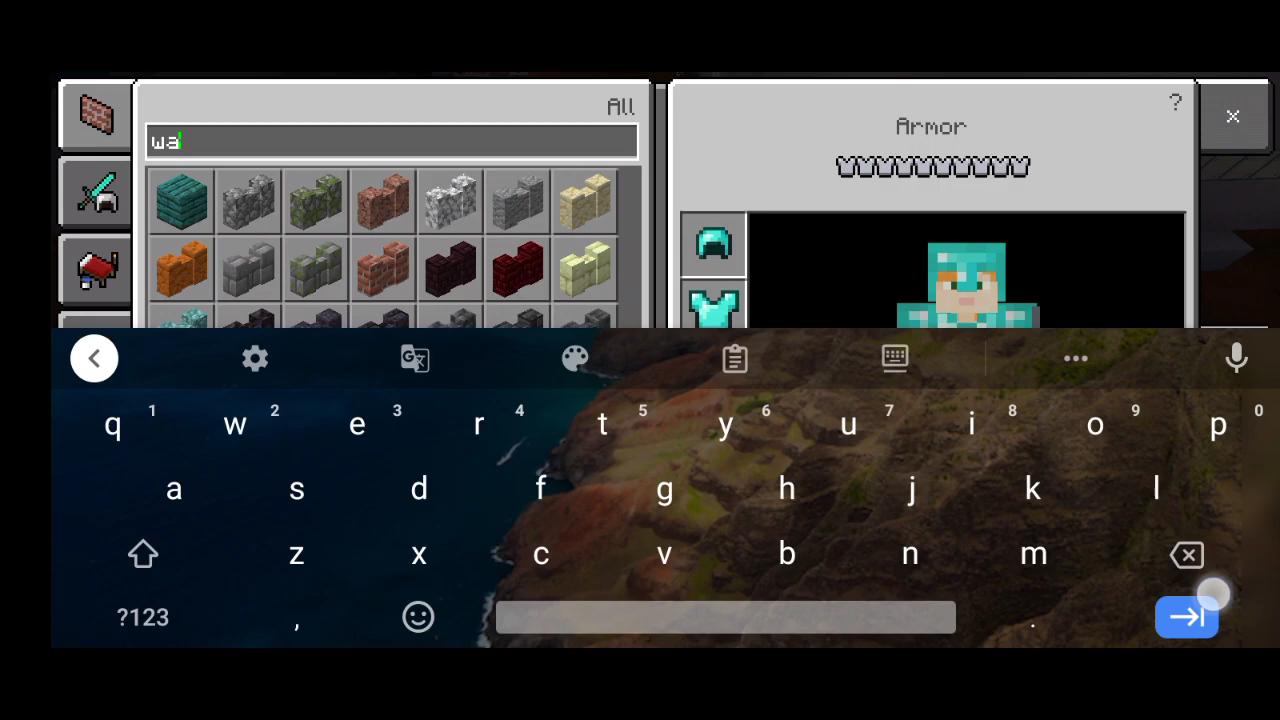 All
wa
Armor
?
q 1 w 2 e 3 r 4 t 5 y 6 u 7 i 8 o 9 p 0
a s d f g h j k l
z x c v b n m
?123 , .